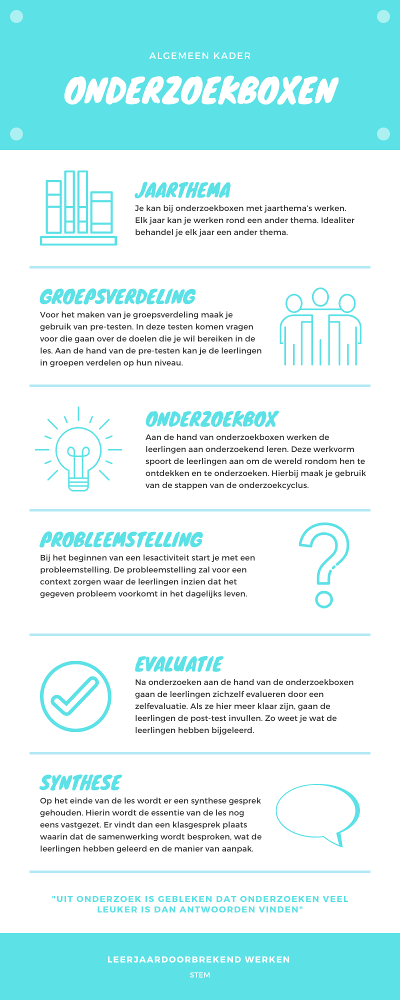 ALGEMEEN KADER
ONDERZOEKBOXEN
JAARTHEMA
Je kan bij onderzoekboxen met jaarthema's werken.
Elk jaar kan je werken rond een ander thema. Idealiter
behandel je elk jaar een ander thema.
GROEPSVERDELING
Voor het maken van je groepsverdeling maak je
gebruik van pre-testen. In deze testen komen vragen
voor die gaan over de doelen die je wil bereiken in de
les. Aan de hand van de pre-testen kan je de leerlingen
in groepen verdelen op hun niveau.
ONDERZOEKBOX
Aan de hand van onderzoekboxen werken de
leerlingen aan onderzoekend leren. Deze werkvorm
spoort de leerlingen aan om de wereld rondom hen te
ontdekken en te onderzoeken. Hierbij maak je gebruik
van de stappen van de onderzoekcyclus.
PROBLEEMSTELLING
Bij het beginnen van een lesactiviteit start je met een
probleemstelling. De probleemstelling zal voor een
context zorgen waar de leerlingen inzien dat het
gegeven probleem voorkomt in het dagelijks leven.
EVALUATIE
Na onderzoeken aan de hand van de onderzoekboxen
gaan de leerlingen zichzelf evalueren door een
zelfevaluatie. Als ze hier meer klaar zijn, gaan de
leerlingen de post-test invullen. Zo weet je wat de
leerlingen hebben bijgeleerd.
SYNTHESE
Op het einde van de les wordt er een synthese gesprek
gehouden. Hierin wordt de essentie van de les nog
eens vastgezet. Er vindt dan een klasgesprek plaats
waarin dat de samenwerking wordt besproken, wat de
leerlingen hebben geleerd en de manier van aanpak.
"UIT ONDERZOEK IS GEBLEKEN DAT ONDERZOEKEN VEEL
LEUKER IS DAN ANTWOORDEN VINDEN"
LEERJAARDOORBREKEND WERKEN
STEM